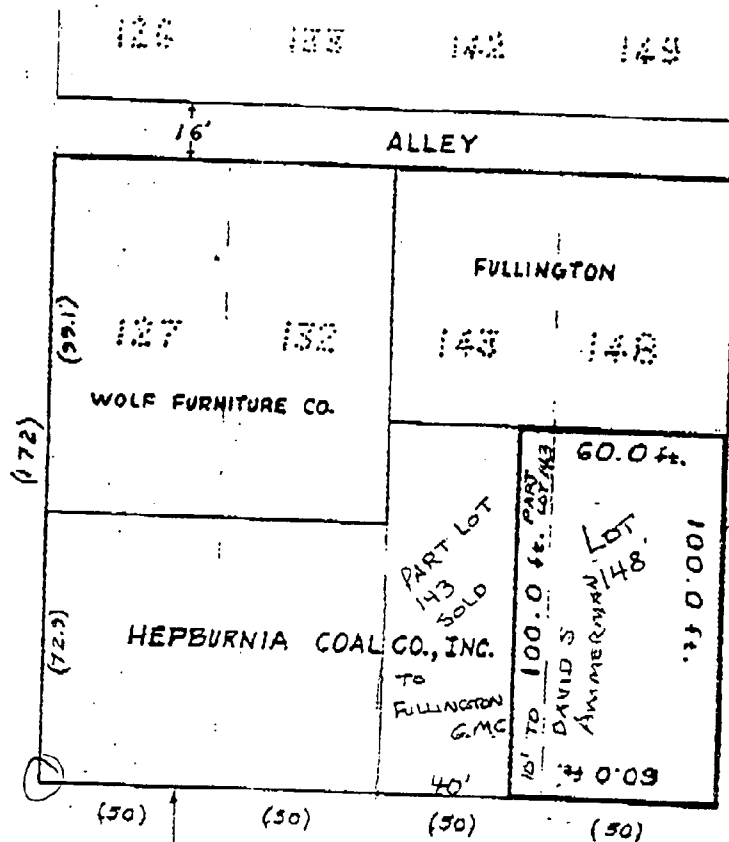 126 133 142 149
16'
ALLEY
FULLINGTON
(99.1)
127 132 143 148
WOLF FURNITURE CO.
(172)
60.0 ft.
PART LOT 143
PART LOT
143
SOLD
LOT
148
100.0 ft.
100.0 ft.
(72.9)
HEPBURNIA COAL CO., INC.
TO
FULLINGTON
G.M.C
10' TO
DAVID S
AMMERMAN
60.0 ft.
40'
(50) (50) (50) (50)